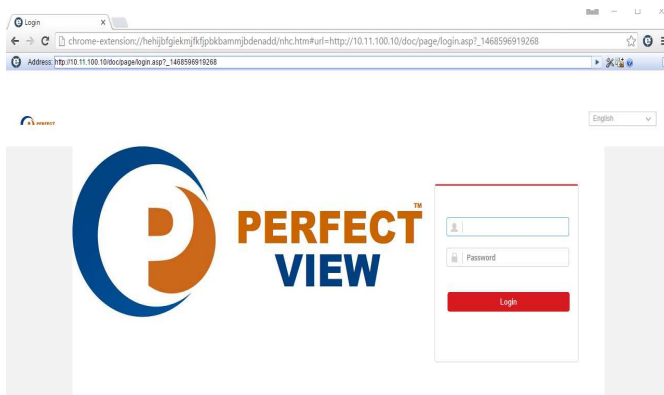 Login
chrome-extension://hehijbfgiekmjfkfjpbkbammjbdenadd/nhc.htm#url=http://10.11.100.10/doc/page/login.asp?_1468596919268
Address: http://10.11.100.10/doc/page/login.asp?_1468596919268
PERFECT
English
PERFECT™
VIEW
Password
Login